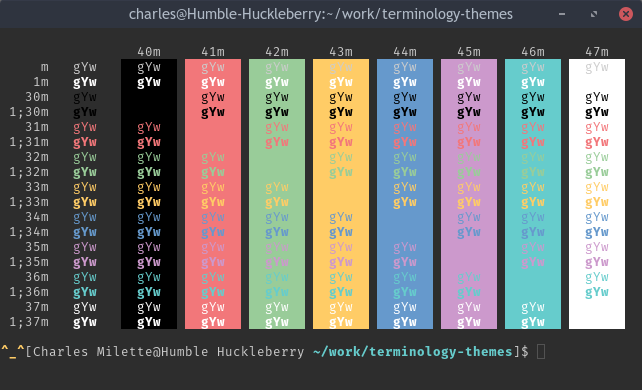 charles@Humble-Huckleberry:~/work/terminology-themes
40m 41m 42m 43m 44m 45m 46m 47m
m gYw gYw gYw gYw gYw gYw gYw gYw gYw
1m gYw gYw gYw gYw gYw gYw gYw gYw
30m gYw gYw gYw gYw gYw gYw gYw gYw
1;30m gYw gYw gYw gYw gYw gYw gYw gYw
31m gYw gYw gYw gYw gYw gYw gYw gYw
1;31m gYw gYw gYw gYw gYw gYw gYw gYw
32m gYw gYw gYw gYw gYw gYw gYw gYw
1;32m gYw gYw gYw gYw gYw gYw gYw gYw
33m gYw gYw gYw gYw gYw gYw gYw gYw
1;33m gYw gYw gYw gYw gYw gYw gYw gYw
34m gYw gYw gYw gYw gYw gYw gYw gYw
1;34m gYw gYw gYw gYw gYw gYw gYw gYw
35m gYw gYw gYw gYw gYw gYw gYw gYw
1;35m gYw gYw gYw gYw gYw gYw gYw gYw
36m gYw gYw gYw gYw gYw gYw gYw gYw
1;36m gYw gYw gYw gYw gYw gYw gYw gYw
37m gYw gYw gYw gYw gYw gYw gYw gYw
1;37m gYw gYw gYw gYw gYw gYw gYw gYw
^_^[Charles Milette@Humble Huckleberry ~/work/terminology-themes]$